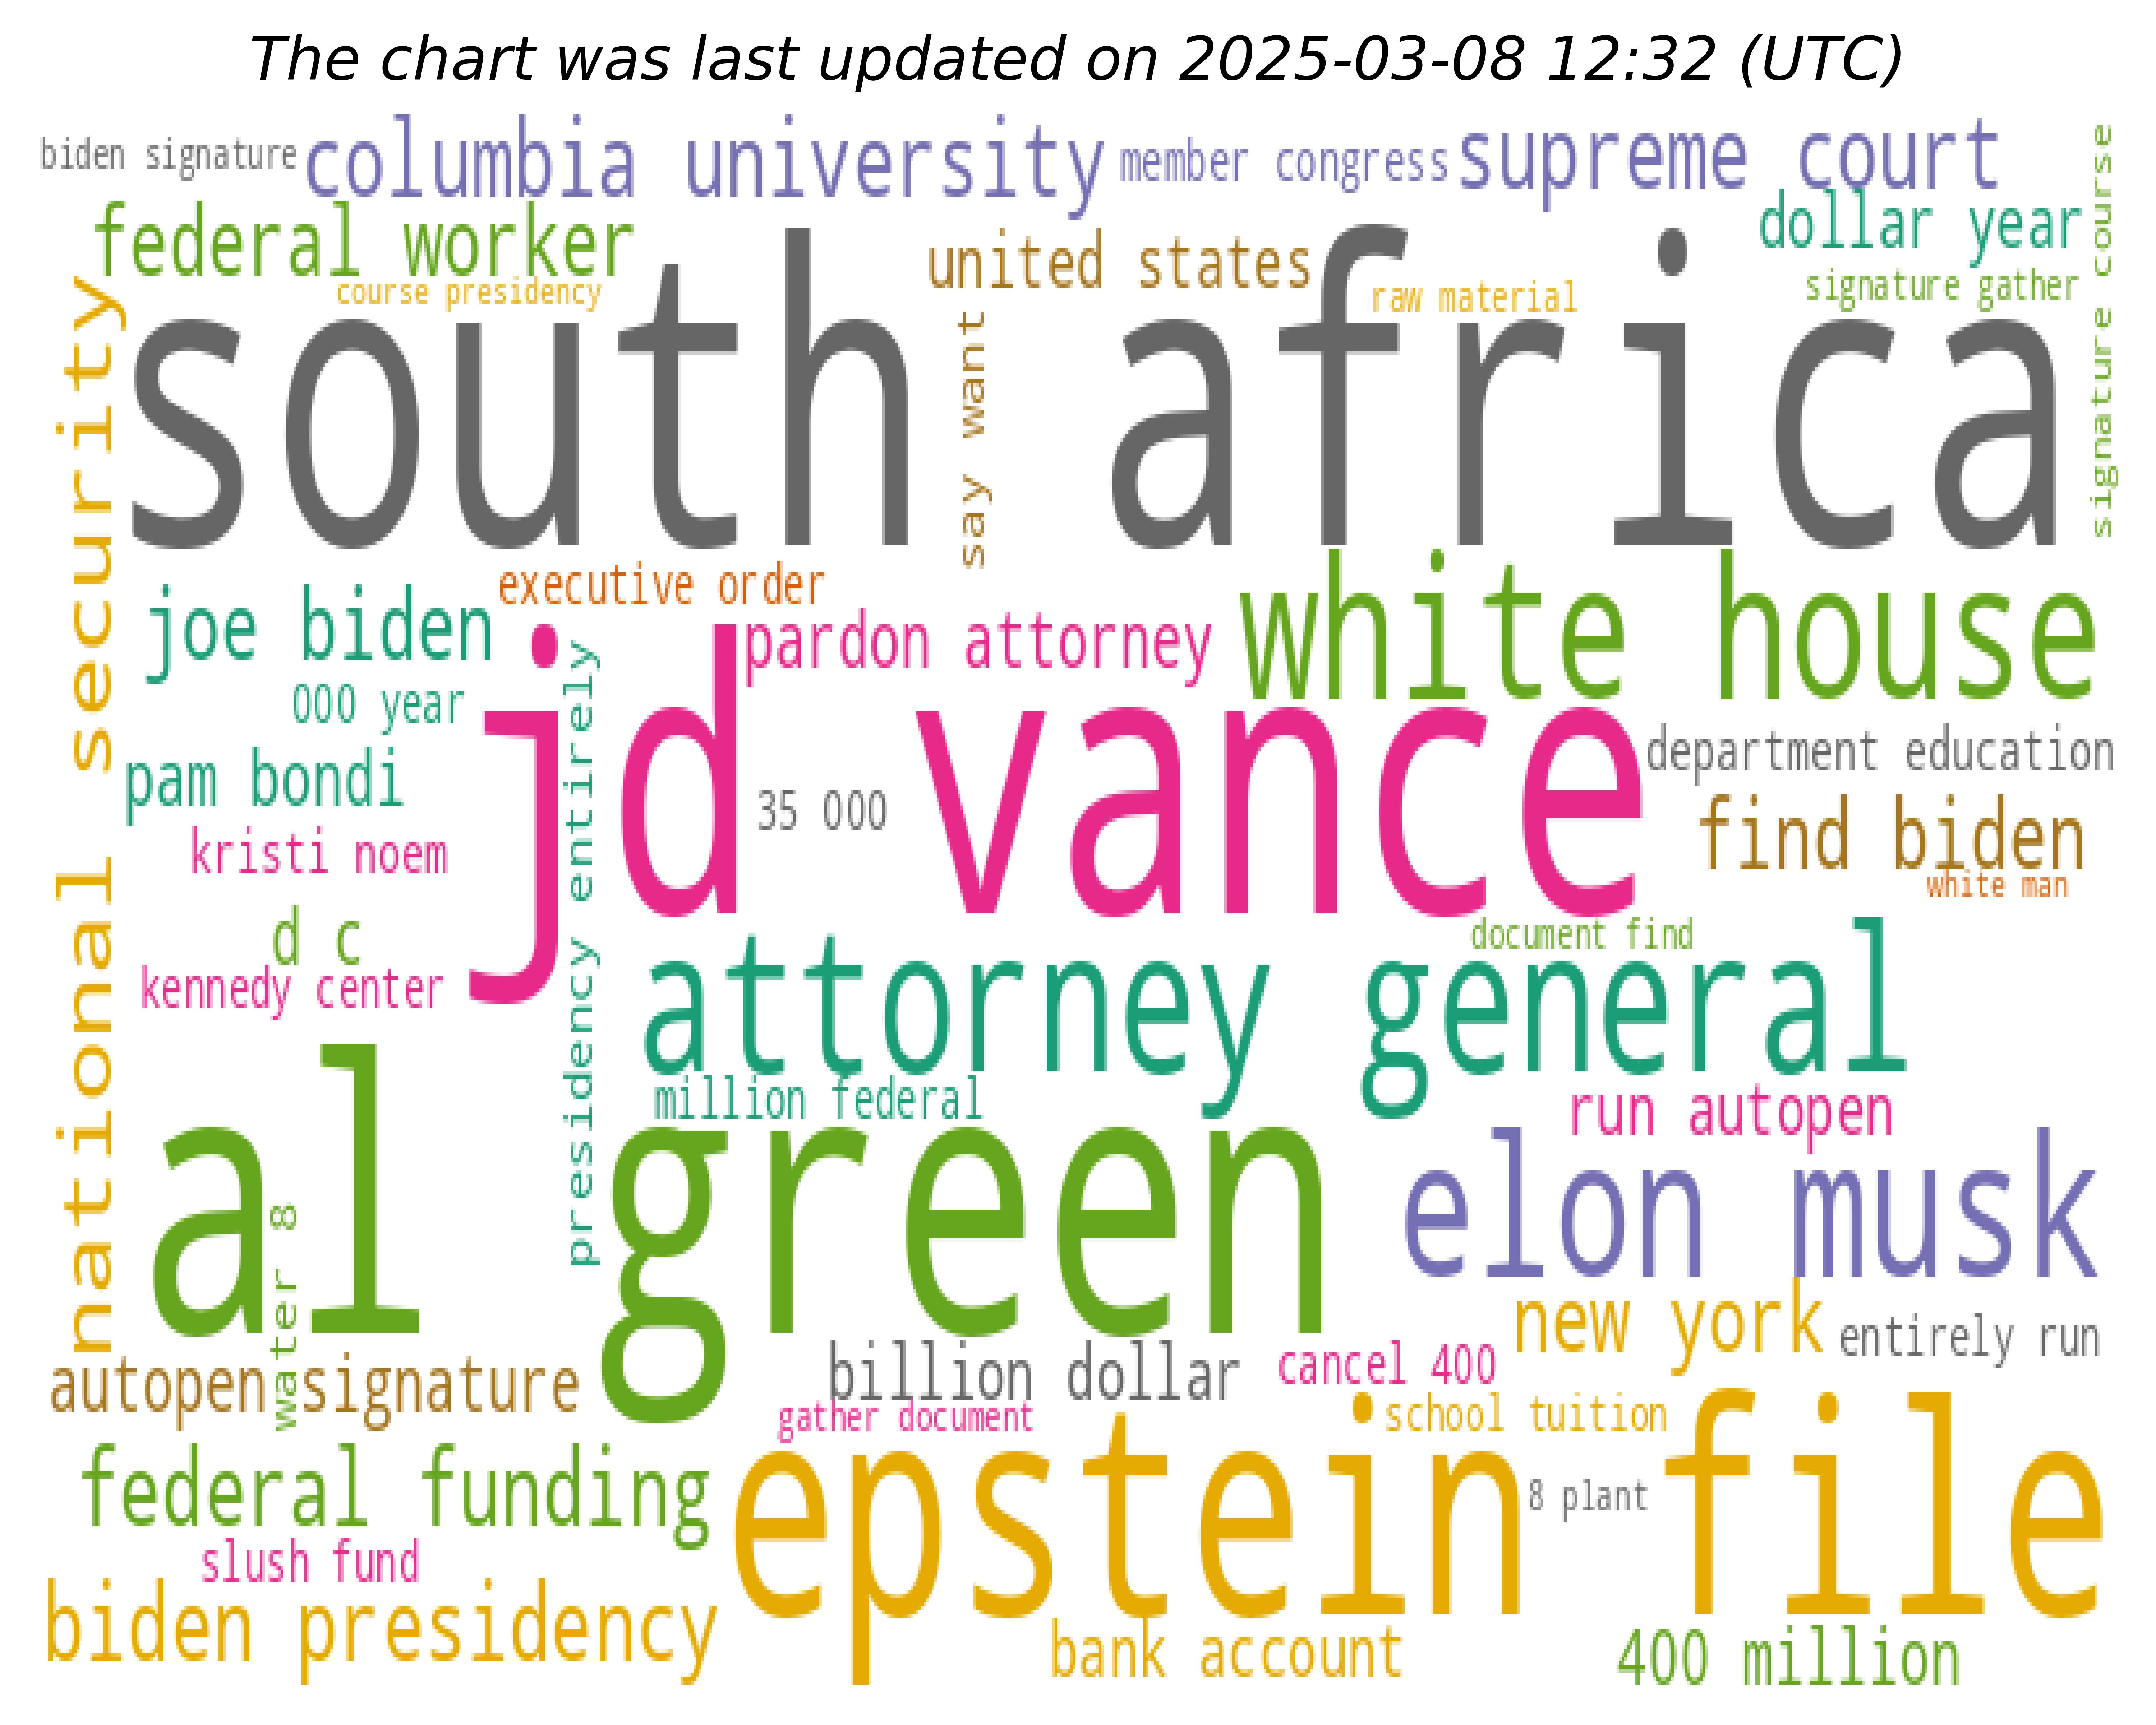 The chart was last updated on 2025-03-08 12:32 (UTC)
biden signature
columbia university
member congress
supreme court
signature course
federal worker
united states
dollar year
course presidency
raw material
signature gather
national security
south africa
say want
executive order
white house
joe biden
pardon attorney
000 year
presidency entirely
jd vance
department education
pam bondi
35 000
find biden
kristi noem
white man
d c
document find
kennedy center
attorney general
million federal
run autopen
al green
elon musk
water 8
new york
entirely run
autopen signature
billion dollar
cancel 400
gather document
school tuition
federal funding
epstein file
8 plant
slush fund
biden presidency
bank account
400 million